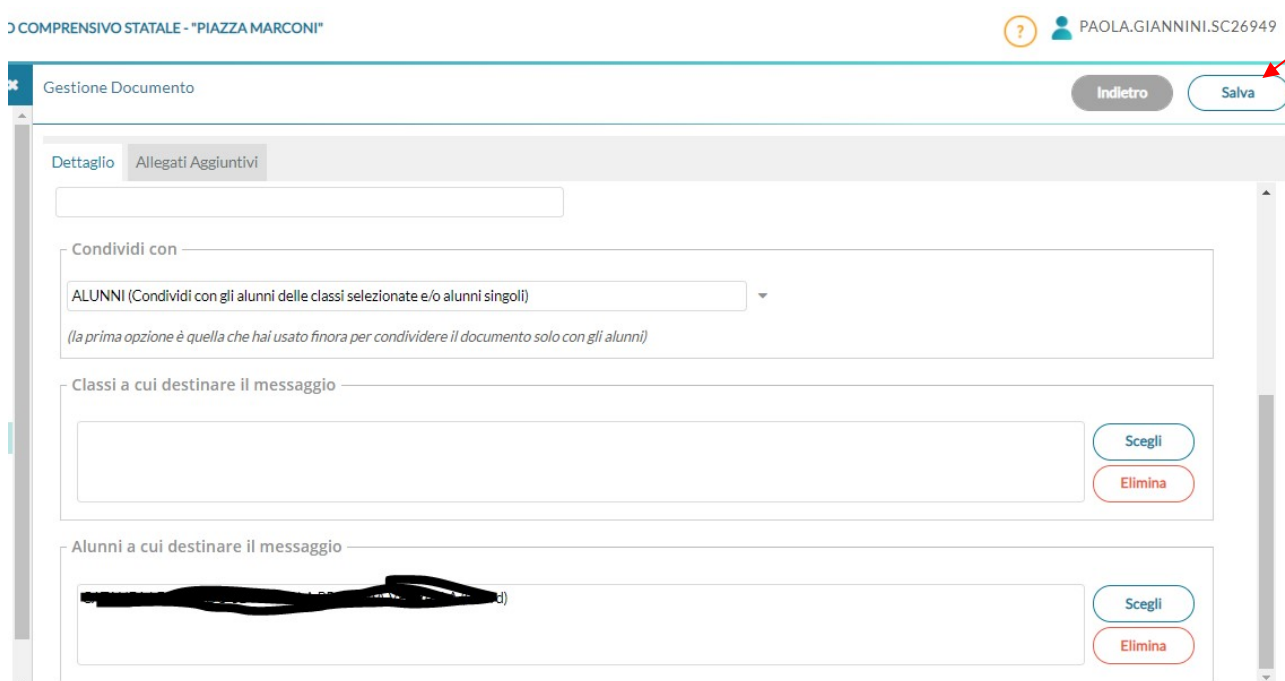 O COMPRENSIVO STATALE - "PIAZZA MARCONI"
? PAOLA.GIANNINI.SC26949
Gestione Documento
Indietro Salva
Dettaglio Allegati Aggiuntivi
Condividi con
ALUNNI (Condividi con gli alunni delle classi selezionate e/o alunni singoli)
(la prima opzione è quella che hai usato finora per condividere il documento solo con gli alunni)
Classi a cui destinare il messaggio
Scegli
Elimina
Alunni a cui destinare il messaggio
Scegli
Elimina